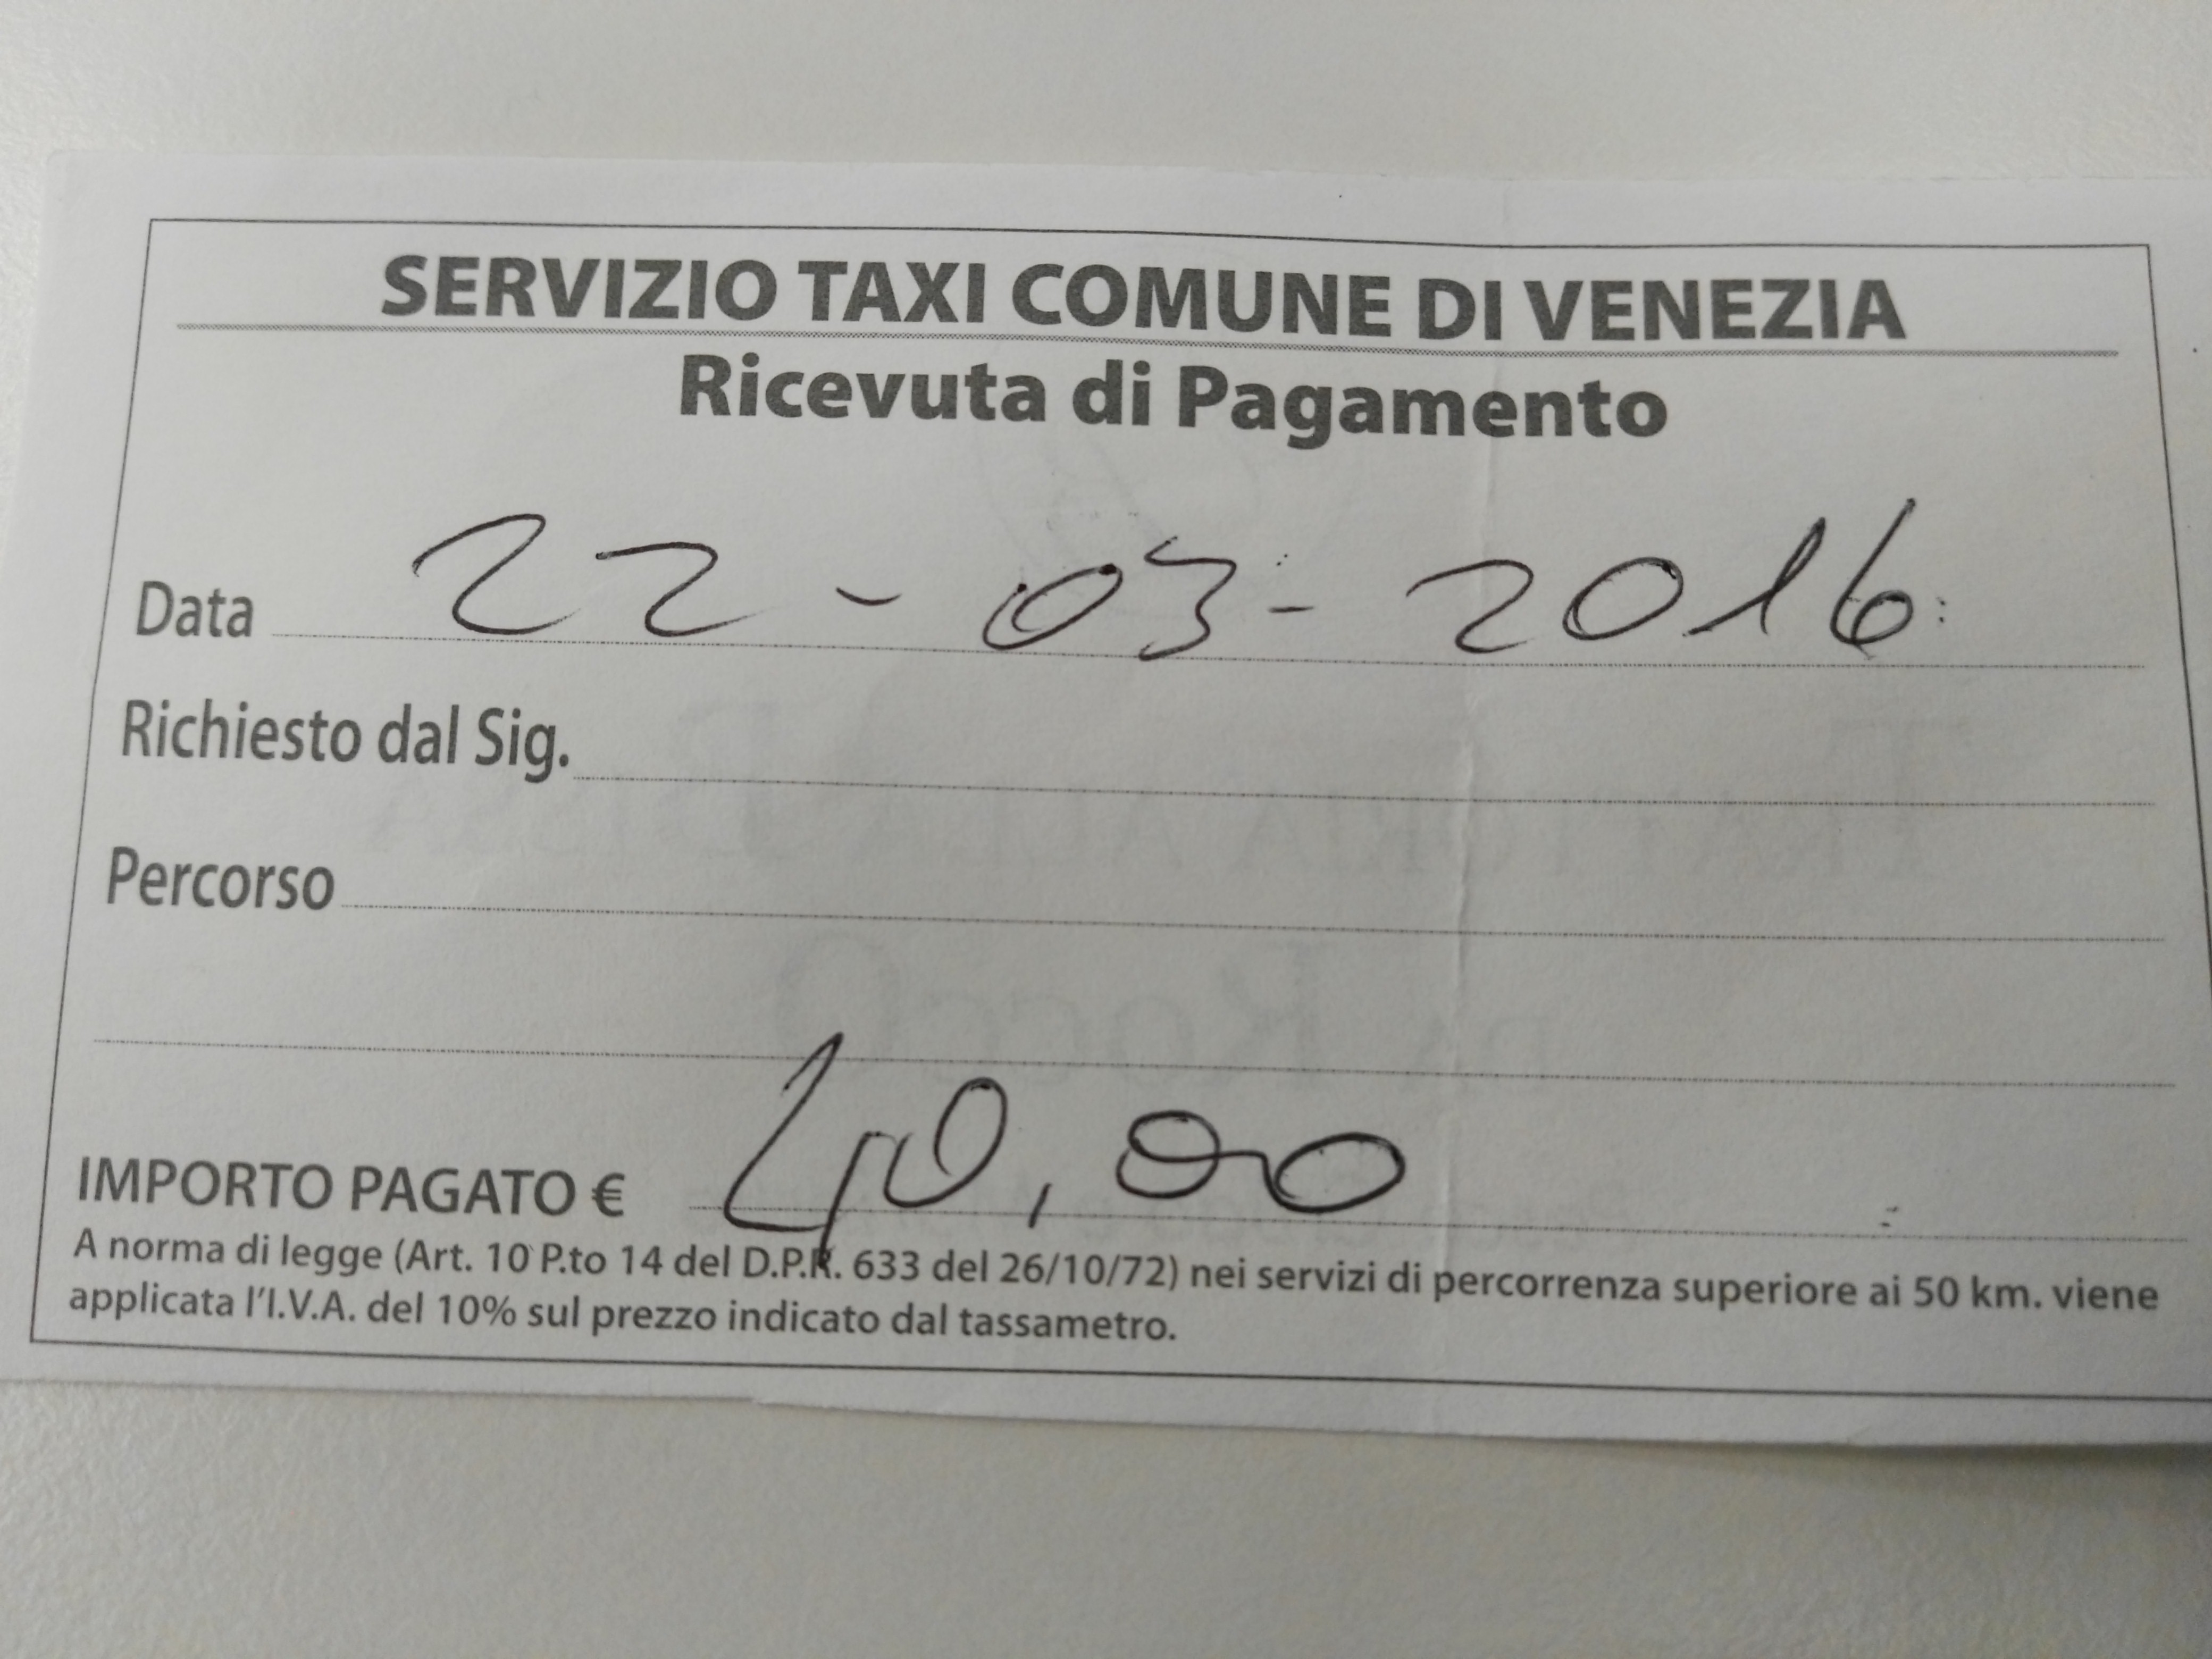 SERVIZIO TAXI COMUNE DI VENEZIA
Ricevuta di Pagamento
Data 22-03-2016
Richiesto dal Sig.
Percorso
IMPORTO PAGATO € 40,00
A norma di legge (Art. 10 P.to 14 del D.P.R. 633 del 26/10/72) nei servizi di percorrenza superiore ai 50 km. viene
applicata l'I.V.A. del 10% sul prezzo indicato dal tassametro.